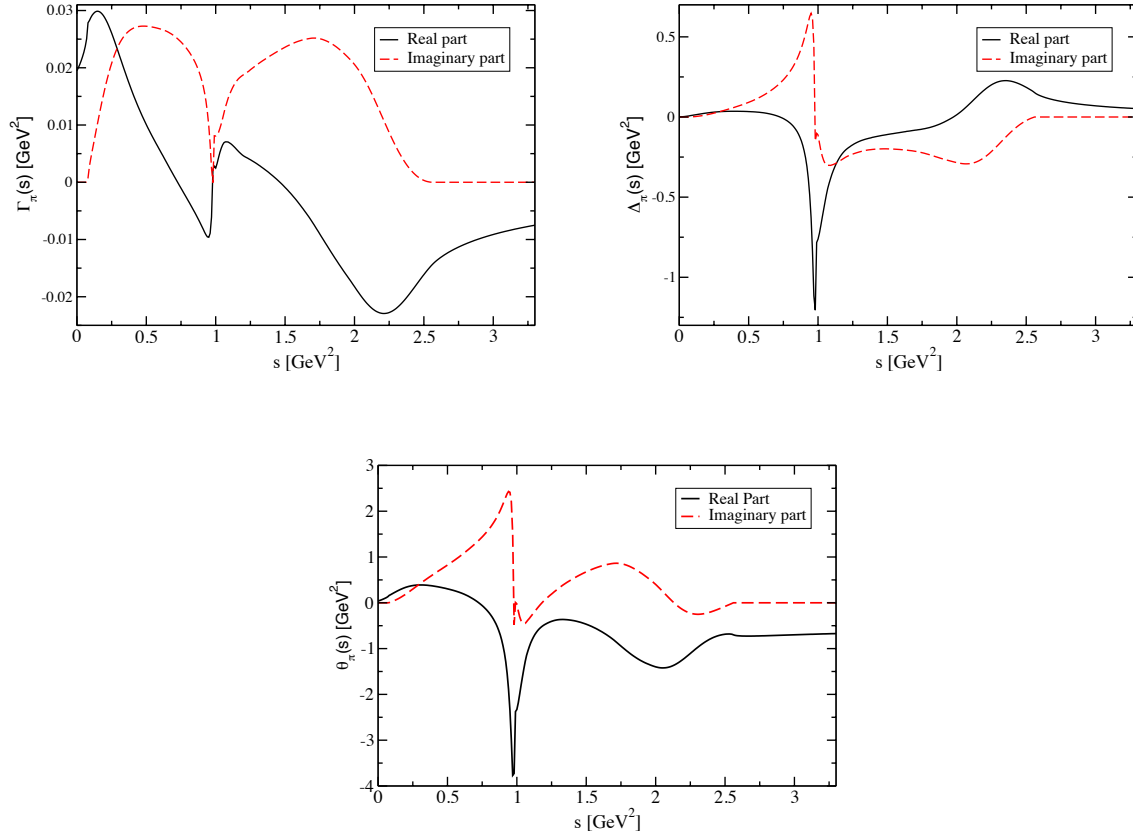 0.03
0.02
0.01
0
-0.01
-0.02
Γπ(s) [GeV²]
Real part
Imaginary part
0 0.5 1 1.5 2 2.5 3
s [GeV²]
0.5
0
-0.5
-1
Δπ(s) [GeV²]
Real part
Imaginary part
0 0.5 1 1.5 2 2.5 3
s [GeV²]
3
2
1
0
-1
-2
-3
-4
θπ(s) [GeV²]
Real Part
Imaginary part
0 0.5 1 1.5 2 2.5 3
s [GeV²]